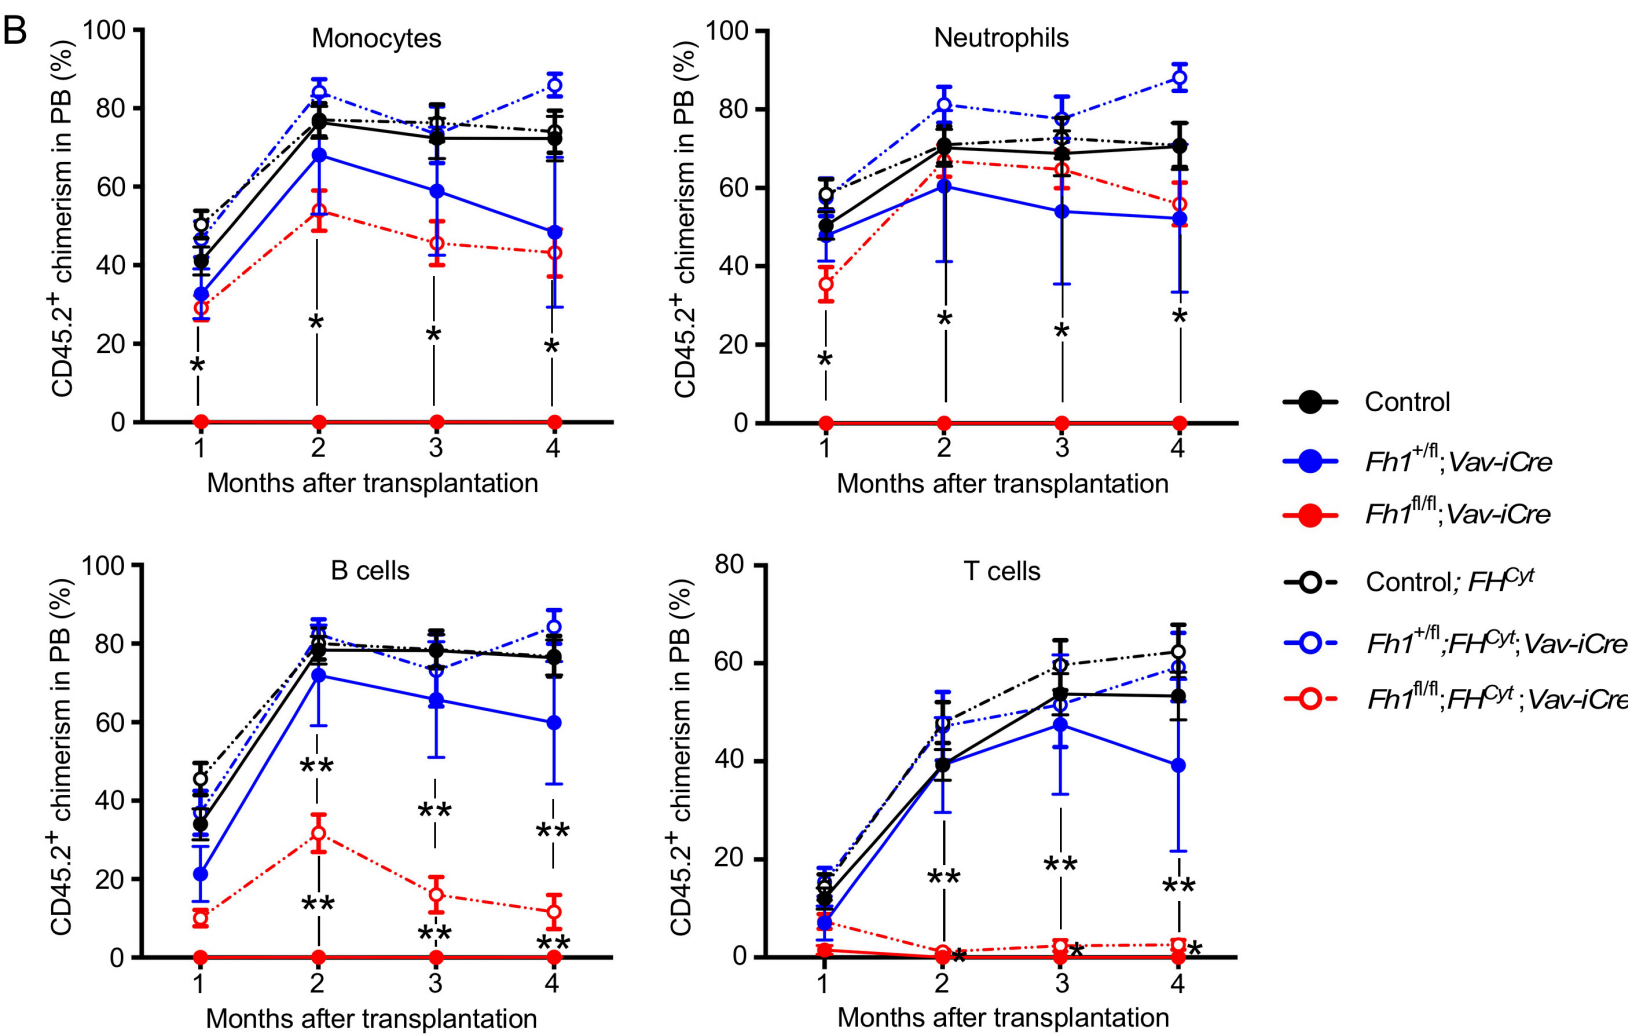 B
Monocytes
CD45.2⁺ chimerism in PB (%)
100
80
60
40
20
0
*
*
*
*
1 2 3 4
Months after transplantation
Neutrophils
CD45.2⁺ chimerism in PB (%)
100
80
60
40
20
0
*
*
*
*
1 2 3 4
Months after transplantation
B cells
CD45.2⁺ chimerism in PB (%)
100
80
60
40
20
0
**
**
**
**
**
**
1 2 3 4
Months after transplantation
T cells
CD45.2⁺ chimerism in PB (%)
80
60
40
20
0
**
**
**
*
*
*
1 2 3 4
Months after transplantation
Control
Fh1+/fl;Vav-iCre
Fh1fl/fl;Vav-iCre
Control; FHCyt
Fh1+/fl;FHCyt;Vav-iCre
Fh1fl/fl;FHCyt;Vav-iCre